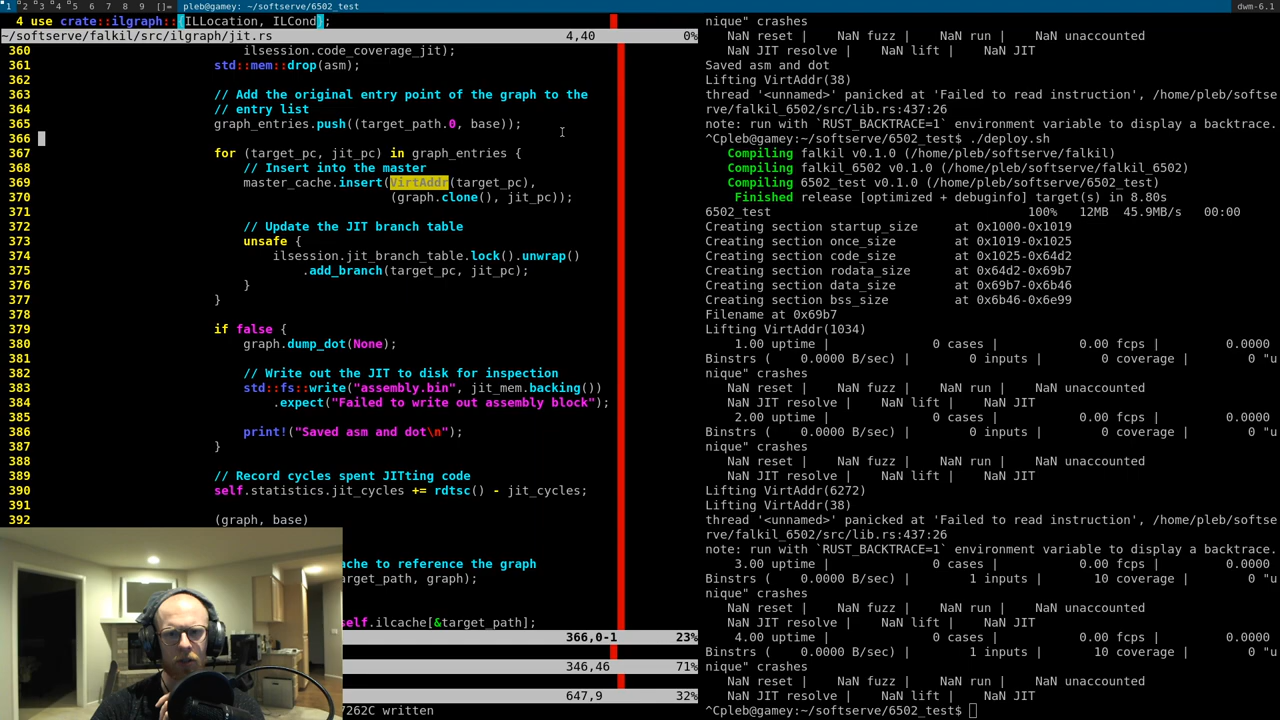 1 2 3 4 5 6 7 8 9 []= pleb@gamey:~/softserve/6502_test dwm-6.1
4 use crate::ilgraph::{ILLocation, ILCond};
~/softserve/falkil/src/ilgraph/jit.rs 4,40 0%
360 ilsession.code_coverage_jit);
361 std::mem::drop(asm);
362
363 // Add the original entry point of the graph to the
364 // entry list
365 graph_entries.push((target_path.0, base));
366
367 for (target_pc, jit_pc) in graph_entries {
368 // Insert into the master
369 master_cache.insert(VirtAddr(target_pc),
370 (graph.clone(), jit_pc));
371
372 // Update the JIT branch table
373 unsafe {
374 ilsession.jit_branch_table.lock().unwrap()
375 .add_branch(target_pc, jit_pc);
376 }
377 }
378
379 if false {
380 graph.dump_dot(None);
381
382 // Write out the JIT to disk for inspection
383 std::fs::write("assembly.bin", jit_mem.backing())
384 .expect("Failed to write out assembly block");
385
386 print!("Saved asm and dot\n");
387 }
388
389 // Record cycles spent JITting code
390 self.statistics.jit_cycles += rdtsc() - jit_cycles;
391
392 (graph, base)
ache to reference the graph
target_path, graph);
self.ilcache[&target_path];
366,0-1 23%
346,46 71%
647,9 32%
7262C written
nique" crashes
NaN reset | NaN fuzz | NaN run | NaN unaccounted
NaN JIT resolve | NaN lift | NaN JIT
Saved asm and dot
Lifting VirtAddr(38)
thread '<unnamed>' panicked at 'Failed to read instruction', /home/pleb/softse
rve/falkil_6502/src/lib.rs:437:26
note: run with `RUST_BACKTRACE=1` environment variable to display a backtrace.
^Cpleb@gamey:~/softserve/6502_test$ ./deploy.sh
Compiling falkil v0.1.0 (/home/pleb/softserve/falkil)
Compiling falkil_6502 v0.1.0 (/home/pleb/softserve/falkil_6502)
Compiling 6502_test v0.1.0 (/home/pleb/softserve/6502_test)
Finished release [optimized + debuginfo] target(s) in 8.80s
6502_test 100% 12MB 45.9MB/s 00:00
Creating section startup_size at 0x1000-0x1019
Creating section once_size at 0x1019-0x1025
Creating section code_size at 0x1025-0x64d2
Creating section rodata_size at 0x64d2-0x69b7
Creating section data_size at 0x69b7-0x6b46
Creating section bss_size at 0x6b46-0x6e99
Filename at 0x69b7
Lifting VirtAddr(1034)
1.00 uptime | 0 cases | 0.00 fcps | 0.0000
Binstrs ( 0.0000 B/sec) | 0 inputs | 0 coverage | 0 "u
nique" crashes
NaN reset | NaN fuzz | NaN run | NaN unaccounted
NaN JIT resolve | NaN lift | NaN JIT
2.00 uptime | 0 cases | 0.00 fcps | 0.0000
Binstrs ( 0.0000 B/sec) | 0 inputs | 0 coverage | 0 "u
nique" crashes
NaN reset | NaN fuzz | NaN run | NaN unaccounted
NaN JIT resolve | NaN lift | NaN JIT
Lifting VirtAddr(6272)
Lifting VirtAddr(38)
thread '<unnamed>' panicked at 'Failed to read instruction', /home/pleb/softse
rve/falkil_6502/src/lib.rs:437:26
note: run with `RUST_BACKTRACE=1` environment variable to display a backtrace.
3.00 uptime | 0 cases | 0.00 fcps | 0.0000
Binstrs ( 0.0000 B/sec) | 1 inputs | 10 coverage | 0 "u
nique" crashes
NaN reset | NaN fuzz | NaN run | NaN unaccounted
NaN JIT resolve | NaN lift | NaN JIT
4.00 uptime | 0 cases | 0.00 fcps | 0.0000
Binstrs ( 0.0000 B/sec) | 1 inputs | 10 coverage | 0 "u
nique" crashes
NaN reset | NaN fuzz | NaN run | NaN unaccounted
NaN JIT resolve | NaN lift | NaN JIT
^Cpleb@gamey:~/softserve/6502_test$